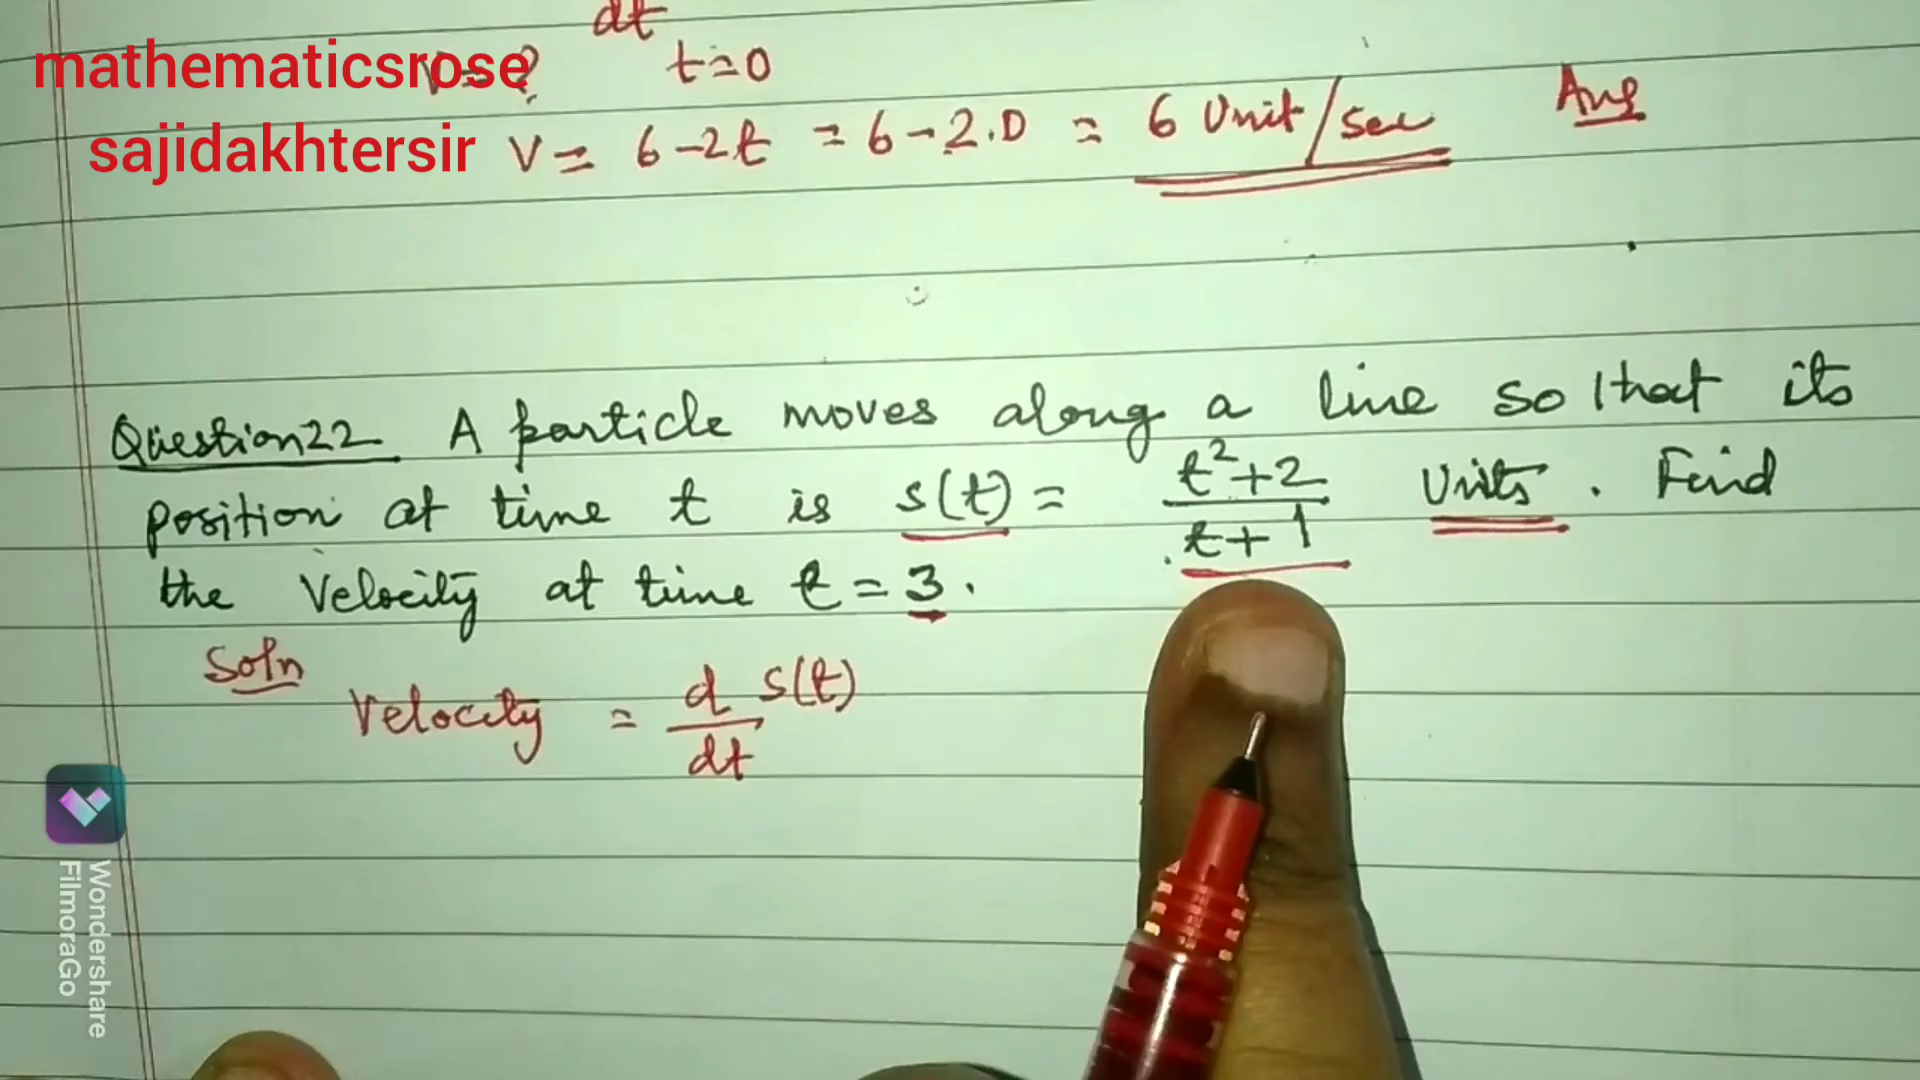 dt
mathematicsrose
V = ? t=0
sajidakhtersir
V = 6-2t = 6-2.0 = 6 Unit/sec Ans
Question 22 A particle moves along a line so that its
position at time t is s(t) = t²+2 / t+1 Units. Find
the Velocity at time t = 3.
Soln
Velocity = d/dt s(t)
Wondershare
FilmoraGo